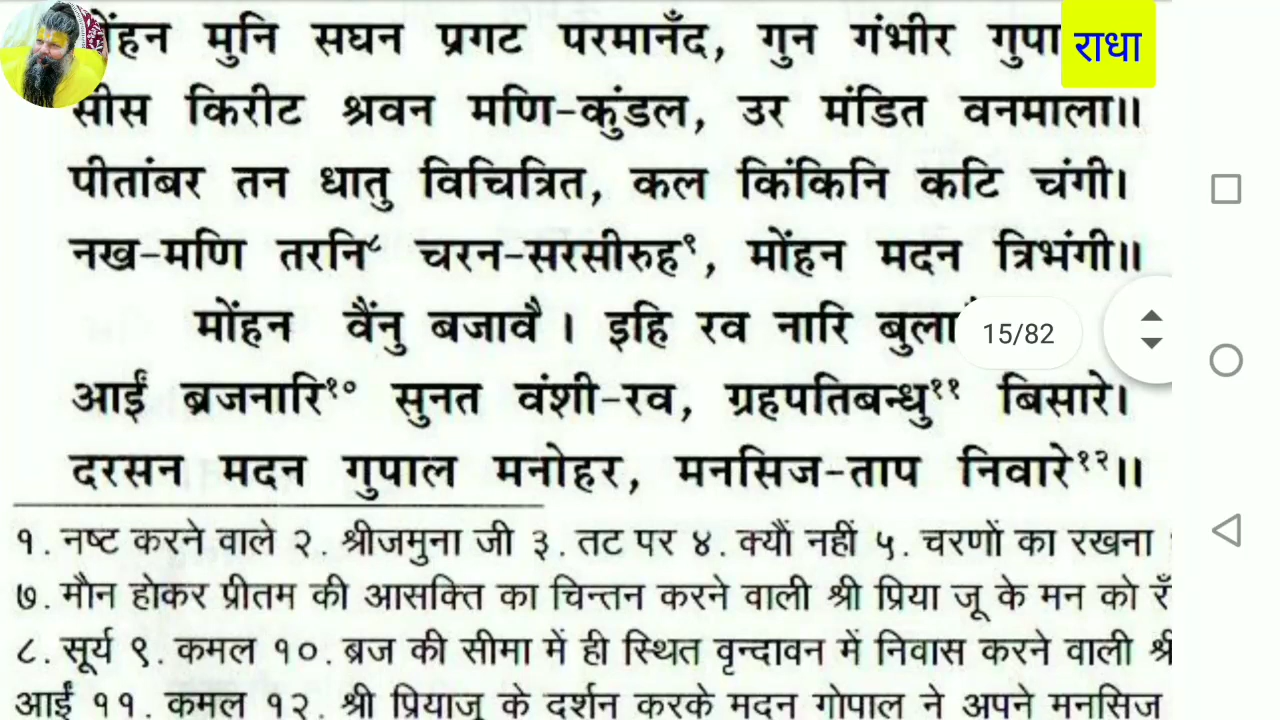 मुनि सघन प्रगट परमानँद, गुन गंभीर
राधा
सीस किरीट श्रवन मणि-कुंडल, उर मंडित वनमाला॥
पीतांबर तन धातु विचित्रित, कल किंकिनि कटि चंगी।
नख-मणि तरनि८ चरन-सरसीरुह९, मोंहन मदन त्रिभंगी॥
मोंहन वैंनु बजावै। इहि रव नारि
15/82
आईं ब्रजनारि१० सुनत वंशी-रव, ग्रहपतिबन्धु११ बिसारे।
दरसन मदन गुपाल मनोहर, मनसिज-ताप निवारे१२॥
१. नष्ट करने वाले २. श्रीजमुना जी ३. तट पर ४. क्यौं नहीं ५. चरणों का रखना
७. मौन होकर प्रीतम की आसक्ति का चिन्तन करने वाली श्री प्रिया जू के मन को
८. सूर्य ९. कमल १०. ब्रज की सीमा में ही स्थित वृन्दावन में निवास करने वाली
आईं ११. कमल १२. श्री प्रियाजू के दर्शन करके मदन गोपाल ने अपने मनसिज